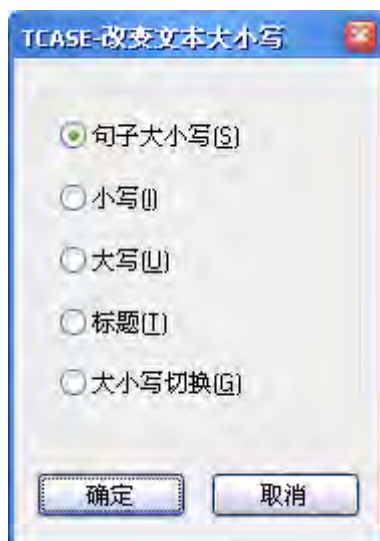 TCASE-改变文本大小写
句子大小写(S)
小写(l)
大写(U)
标题(T)
大小写切换(G)
确定
取消